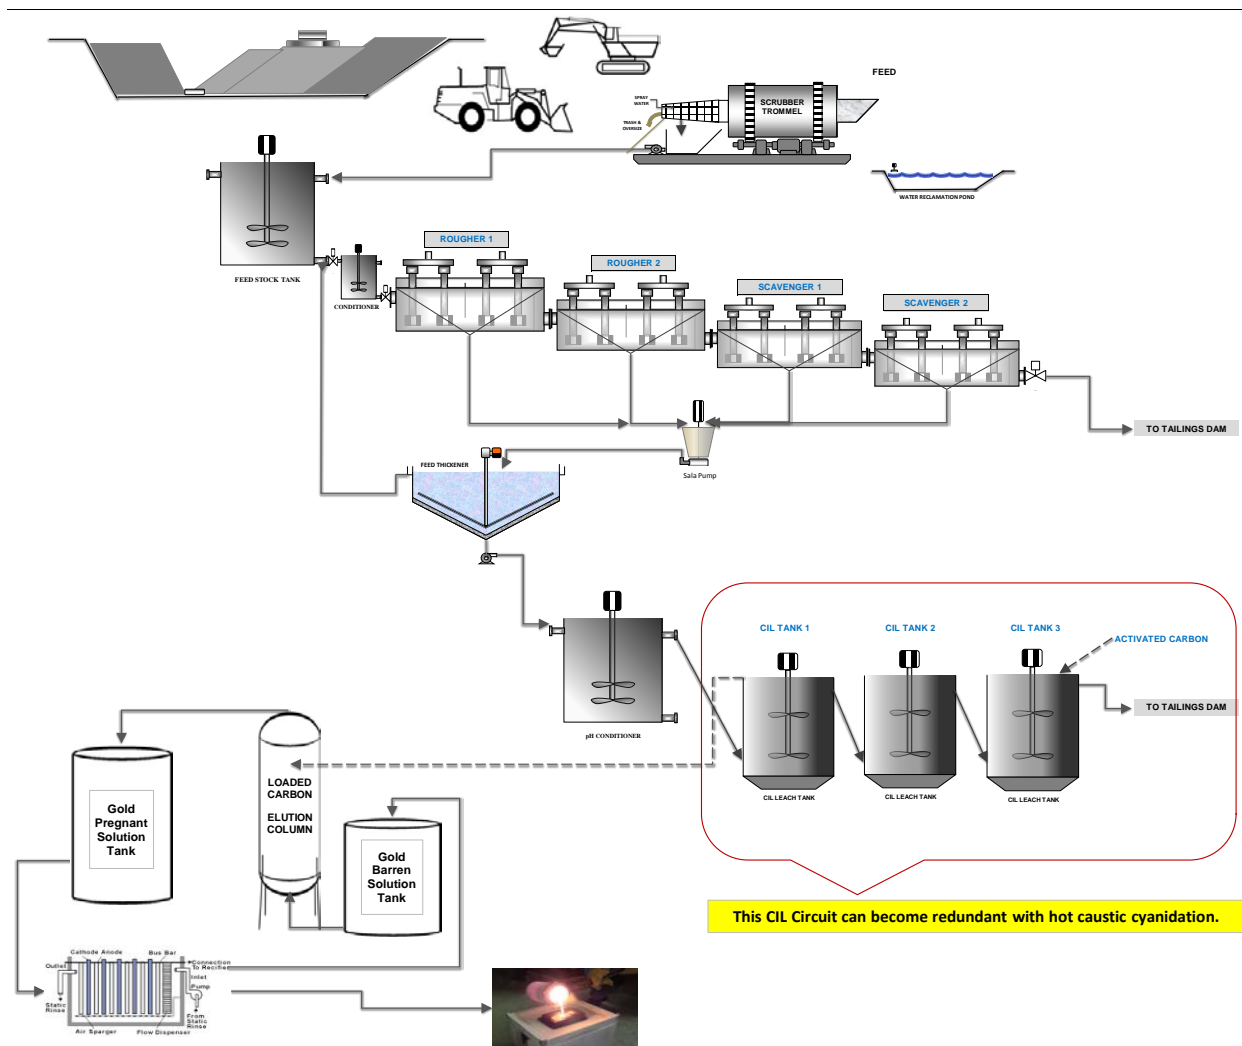 FEED
SPRAY
WATER
SCRUBBER
TROMMEL
TRASH &
OVERSIZE
WATER RECLAMATION POND
ROUGHER 1
ROUGHER 2
SCAVENGER 1
SCAVENGER 2
FEED STOCK TANK
CONDITIONER
TO TAILINGS DAM
FEED THICKENER
Sala Pump
CIL TANK 1
CIL TANK 2
CIL TANK 3
ACTIVATED CARBON
TO TAILINGS DAM
pH CONDITIONER
CIL LEACH TANK
CIL LEACH TANK
CIL LEACH TANK
LOADED
CARBON
ELUTION
COLUMN
Gold
Pregnant
Solution
Tank
Gold
Barren
Solution
Tank
This CIL Circuit can become redundant with hot caustic cyanidation.
Cathode Anode
Bus Bar
Outlet
Connection
To Rectifier
Inlet
Pump
Static
Rinse
From
Static
Rinse
Air Sparger
Flow Dispenser